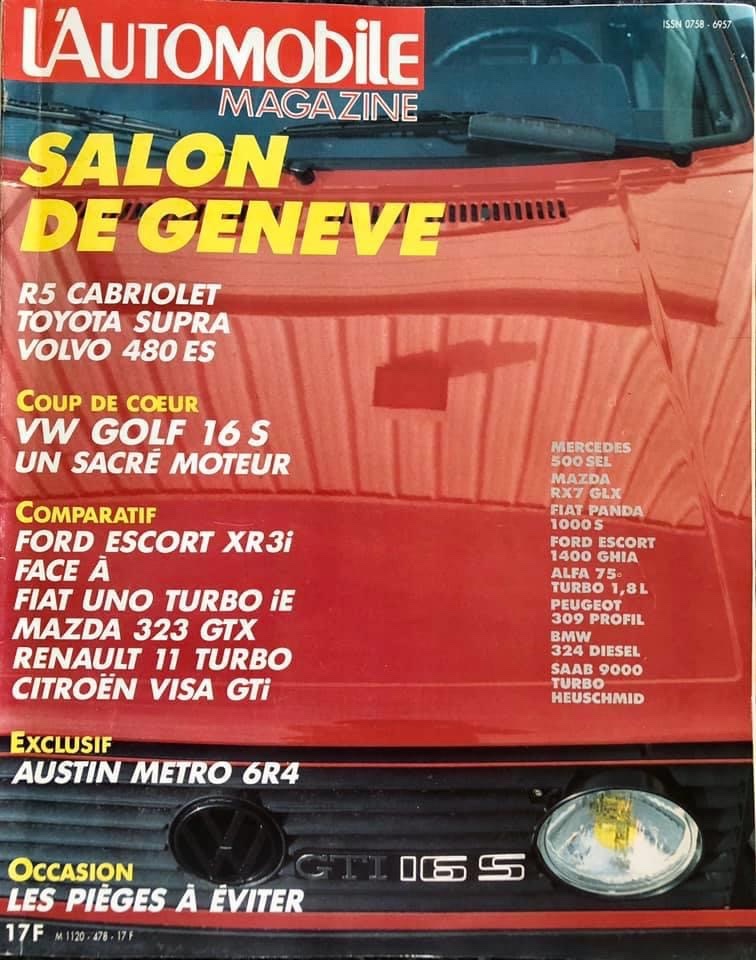 L'AUTOMOBILE
MAGAZINE
ISSN 0758 - 6957
SALON
DE GENEVE
R5 CABRIOLET
TOYOTA SUPRA
VOLVO 480 ES
COUP DE CŒUR
VW GOLF 16 S
UN SACRÉ MOTEUR
COMPARATIF
FORD ESCORT XR3i
FACE À
FIAT UNO TURBO iE
MAZDA 323 GTX
RENAULT 11 TURBO
CITROËN VISA GTi
MERCEDES
500 SEL
MAZDA
RX7 GLX
FIAT PANDA
1000 S
FORD ESCORT
1400 GHIA
ALFA 75
TURBO 1,8 L
PEUGEOT
309 PROFIL
BMW
324 DIESEL
SAAB 9000
TURBO
HEUSCHMID
EXCLUSIF
AUSTIN METRO 6R4
VW
GTI 16 S
OCCASION
LES PIÈGES À ÉVITER
17F M 1120 - 478 - 17 F